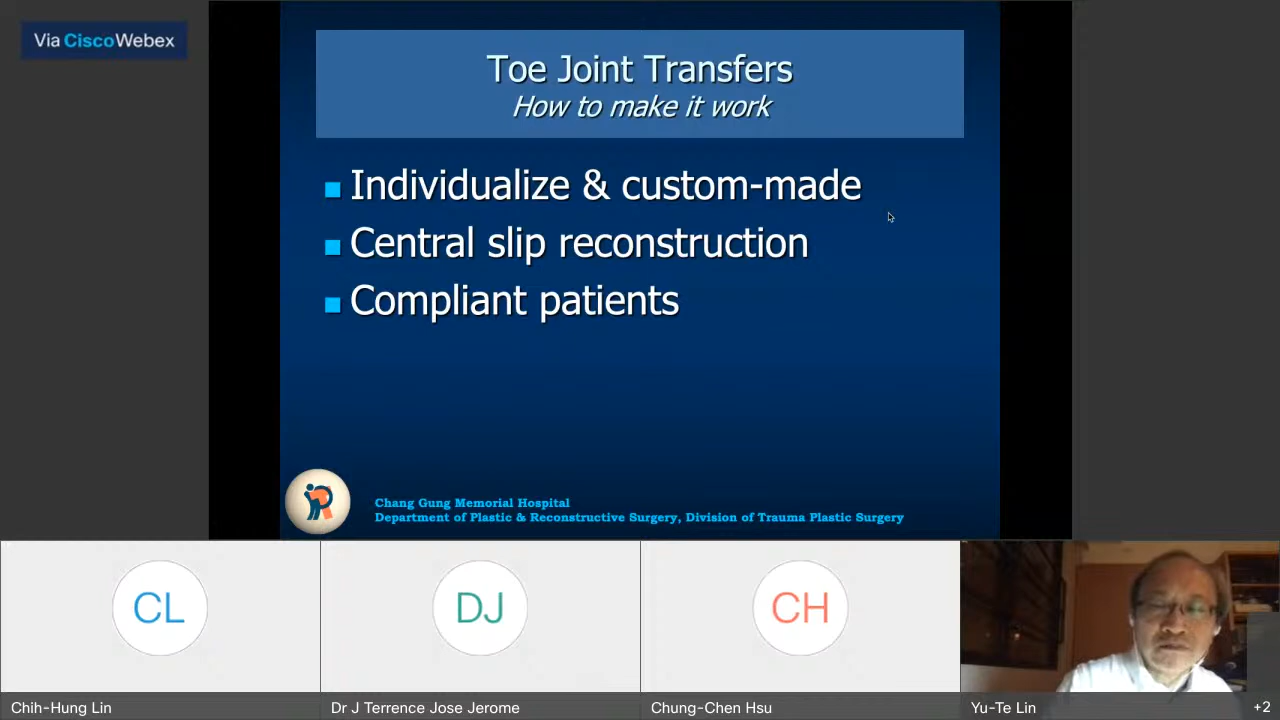 Via CiscoWebex
Toe Joint Transfers
How to make it work
Individualize & custom-made
Central slip reconstruction
Compliant patients
Chang Gung Memorial Hospital
Department of Plastic & Reconstructive Surgery, Division of Trauma Plastic Surgery
CL
DJ
CH
Chih-Hung Lin
Dr J Terrence Jose Jerome
Chung-Chen Hsu
Yu-Te Lin
+2